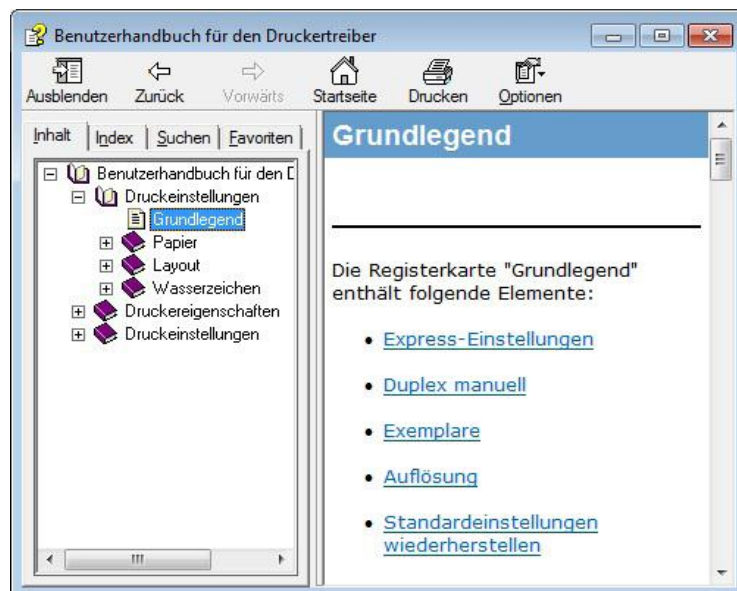 Benutzerhandbuch für den Druckertreiber
Ausblenden Zurück Vorwärts Startseite Drucken Optionen
Inhalt Index Suchen Favoriten
Benutzerhandbuch für den D
Druckeinstellungen
Grundlegend
Papier
Layout
Wasserzeichen
Druckereigenschaften
Druckeinstellungen
Grundlegend
Die Registerkarte "Grundlegend"
enthält folgende Elemente:
• Express-Einstellungen
• Duplex manuell
• Exemplare
• Auflösung
• Standardeinstellungen
wiederherstellen